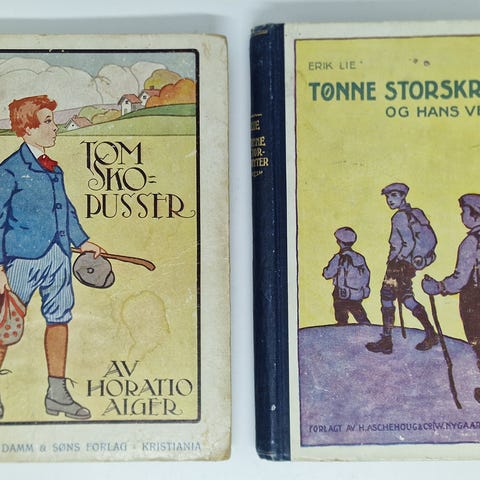 TOM
SKO=
PUSSER
AV
HORATIO
ALGER
DAMM & SØNS FORLAG · KRISTIANIA
ERIK LIE
TØNNE STORSKR
OG HANS VE
FORLAGT AV H. ASCHEHOUG & CO (W. NYGAAR